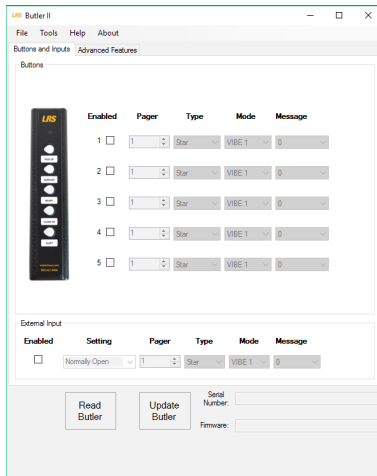 LRS Butler II
File Tools Help About
Buttons and Inputs Advanced Features
Buttons
LRS
Enabled Pager Type Mode Message
1 1 Star VIBE 1 0
2 1 Star VIBE 1 0
3 1 Star VIBE 1 0
4 1 Star VIBE 1 0
5 1 Star VIBE 1 0
External Input
Enabled Setting Pager Type Mode Message
Normally Open 1 Star VIBE 1 0
Read Butler
Update Butler
Serial Number:
Firmware: